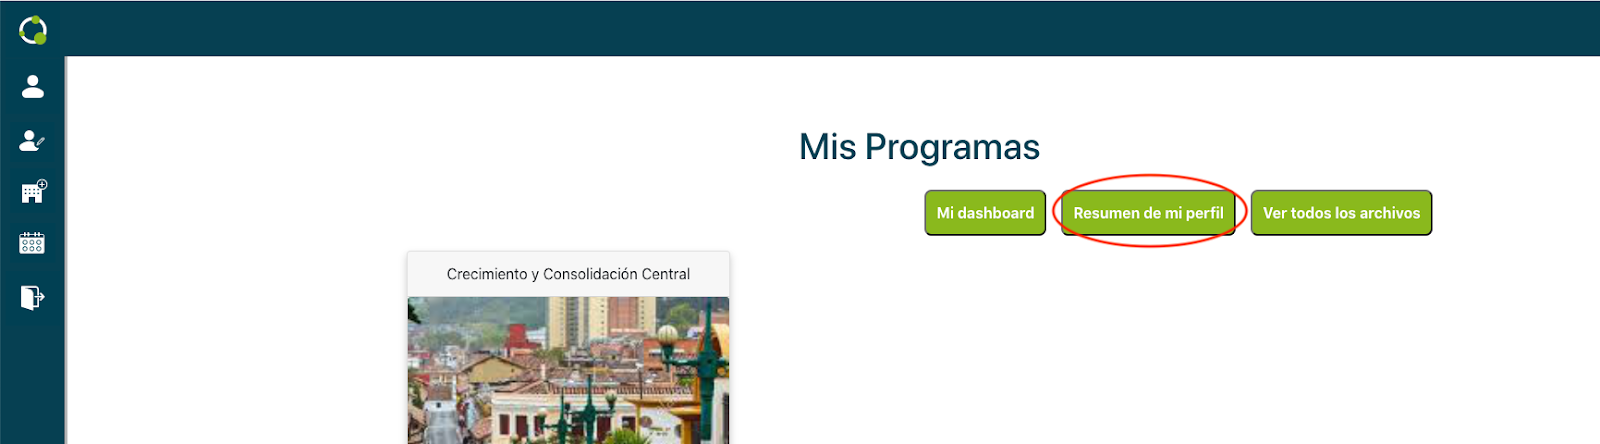 Mis Programas
Mi dashboard
Resumen de mi perfil
Ver todos los archivos
Crecimiento y Consolidación Central